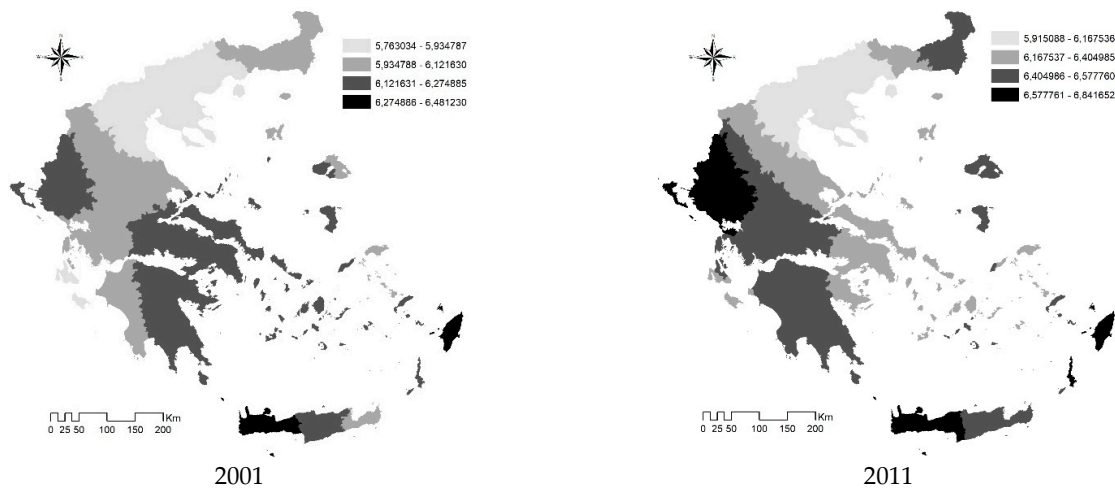 N
W E
S
5,763034 - 5,934787
5,934788 - 6,121630
6,121631 - 6,274885
6,274886 - 6,481230
Km
0 25 50 100 150 200
2001
N
W E
S
5,915088 - 6,167536
6,167537 - 6,404985
6,404986 - 6,577760
6,577761 - 6,841652
Km
0 25 50 100 150 200
2011